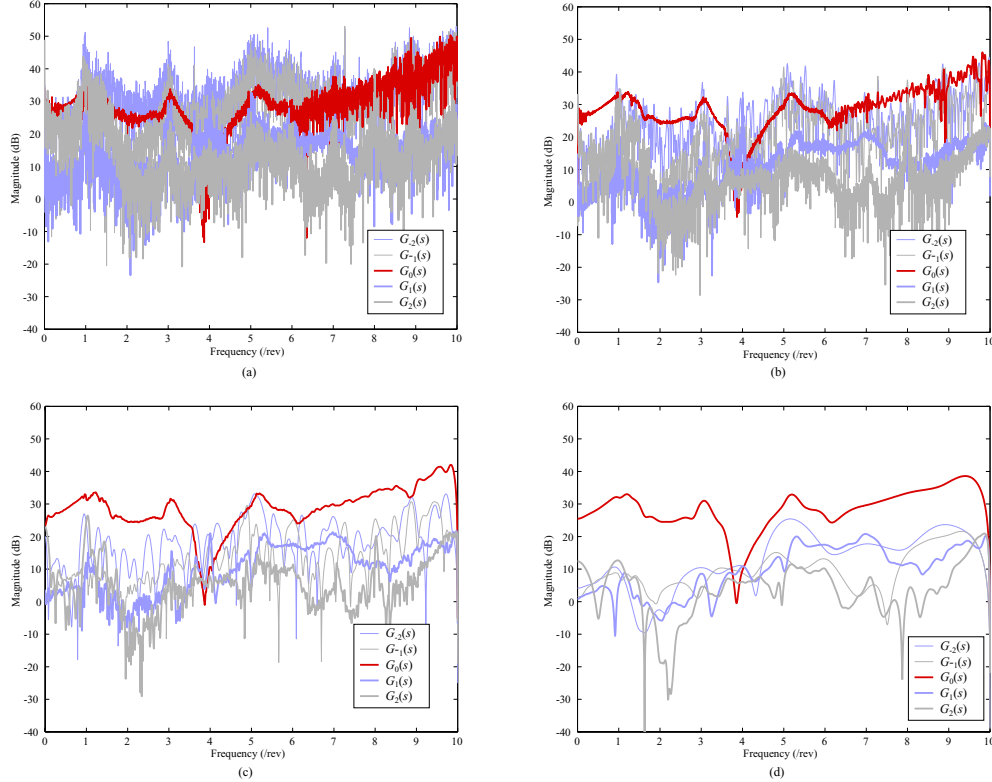 60
50
40
30
20
10
0
-10
-20
-30
-40
Magnitude (dB)
0 1 2 3 4 5 6 7 8 9 10
Frequency (/rev)
G-2(s)
G-1(s)
G0(s)
G1(s)
G2(s)
(a)
60
50
40
30
20
10
0
-10
-20
-30
-40
Magnitude (dB)
0 1 2 3 4 5 6 7 8 9 10
Frequency (/rev)
G-2(s)
G-1(s)
G0(s)
G1(s)
G2(s)
(b)
60
50
40
30
20
10
0
-10
-20
-30
-40
Magnitude (dB)
0 1 2 3 4 5 6 7 8 9 10
Frequency (/rev)
G-2(s)
G-1(s)
G0(s)
G1(s)
G2(s)
(c)
60
50
40
30
20
10
0
-10
-20
-30
-40
Magnitude (dB)
0 1 2 3 4 5 6 7 8 9 10
Frequency (/rev)
G-2(s)
G-1(s)
G0(s)
G1(s)
G2(s)
(d)